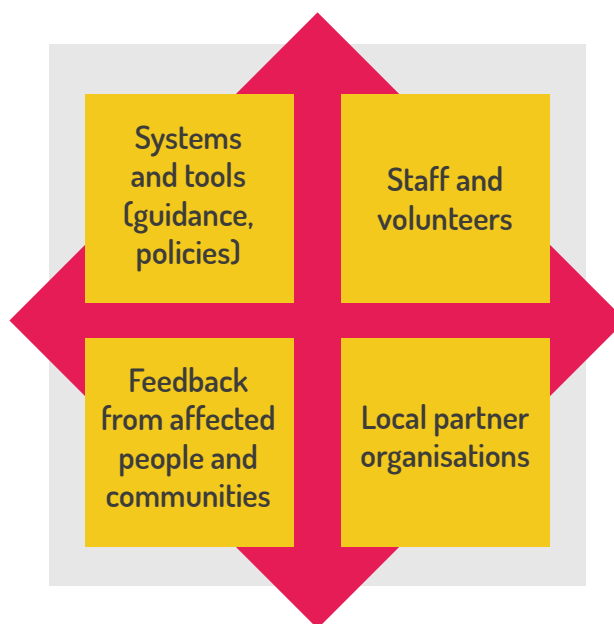 Systems
and tools
(guidance,
policies)
Staff and
volunteers
Feedback
from affected
people and
communities
Local partner
organisations